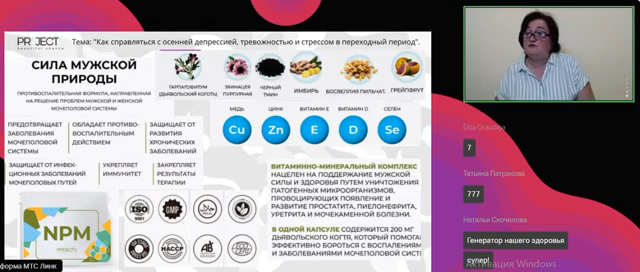 PR JECT
Тема: "Как справляться с осенней депрессией, тревожностью и стрессом в переходный период".
СИЛА МУЖСКОЙ
ПРИРОДЫ
ПРОТИВОСПАЛИТЕЛЬНАЯ ФОРМУЛА, НАПРАВЛЕННАЯ
НА РЕШЕНИЕ ПРОБЛЕМ МУЖСКОЙ И ЖЕНСКОЙ
МОЧЕПОЛОВОЙ СИСТЕМЫ
ГАРПАГОФИТУМ
(ДЬЯВОЛЬСКИЙ КОГОТЬ)
ЭХИНАЦЕЯ
ПУРПУРНАЯ
ЧЕРНЫЙ
ТМИН
ИМБИРЬ
БОСВЕЛЛИЯ ПИЛЬЧАТ.
ГРЕЙПФРУТ
МЕДЬ
ЦИНК
ВИТАМИН E
ВИТАМИН D
СЕЛЕН
Cu
Zn
E
D
Se
ПРЕДОТВРАЩАЕТ
ЗАБОЛЕВАНИЯ
МОЧЕПОЛОВОЙ
СИСТЕМЫ
ОБЛАДАЕТ ПРОТИВО-
ВОСПАЛИТЕЛЬНЫМ
ДЕЙСТВИЕМ
ЗАЩИЩАЕТ ОТ
РАЗВИТИЯ
ХРОНИЧЕСКИХ
ЗАБОЛЕВАНИЙ
ЗАЩИЩАЕТ ОТ ИНФЕК-
ЦИОННЫХ ЗАБОЛЕВАНИЙ
МОЧЕПОЛОВЫХ ПУТЕЙ
УКРЕПЛЯЕТ
ИММУНИТЕТ
ЗАКРЕПЛЯЕТ
РЕЗУЛЬТАТЫ
ТЕРАПИИ
ВИТАМИННО-МИНЕРАЛЬНЫЙ КОМПЛЕКС
НАЦЕЛЕН НА ПОДДЕРЖАНИЕ МУЖСКОЙ
СИЛЫ И ЗДОРОВЬЯ ПУТЕМ УНИЧТОЖЕНИЯ
ПАТОГЕННЫХ МИКРООРГАНИЗМОВ,
ПРОВОЦИРУЮЩИХ ПОЯВЛЕНИЕ И
РАЗВИТИЕ ПРОСТАТИТА, ПИЕЛОНЕФРИТА,
УРЕТРИТА И МОЧЕКАМЕННОЙ БОЛЕЗНИ.
В ОДНОЙ КАПСУЛЕ СОДЕРЖИТСЯ 200 МГ
ДЬЯВОЛЬСКОГО КОГТЯ, КОТОРЫЙ ПОМОГАЕТ
ЭФФЕКТИВНО БОРОТЬСЯ С ВОСПАЛЕНИЯМИ
И ЗАБОЛЕВАНИЯМИ МОЧЕПОЛОВОЙ СИСТЕ
NPM
ISO
GMP
HACCP
форма МТС Линк
7
Татьяна Патракова
777
Наталья Скочилова
Генератор нашего здоровья
супер!
Активация Windows